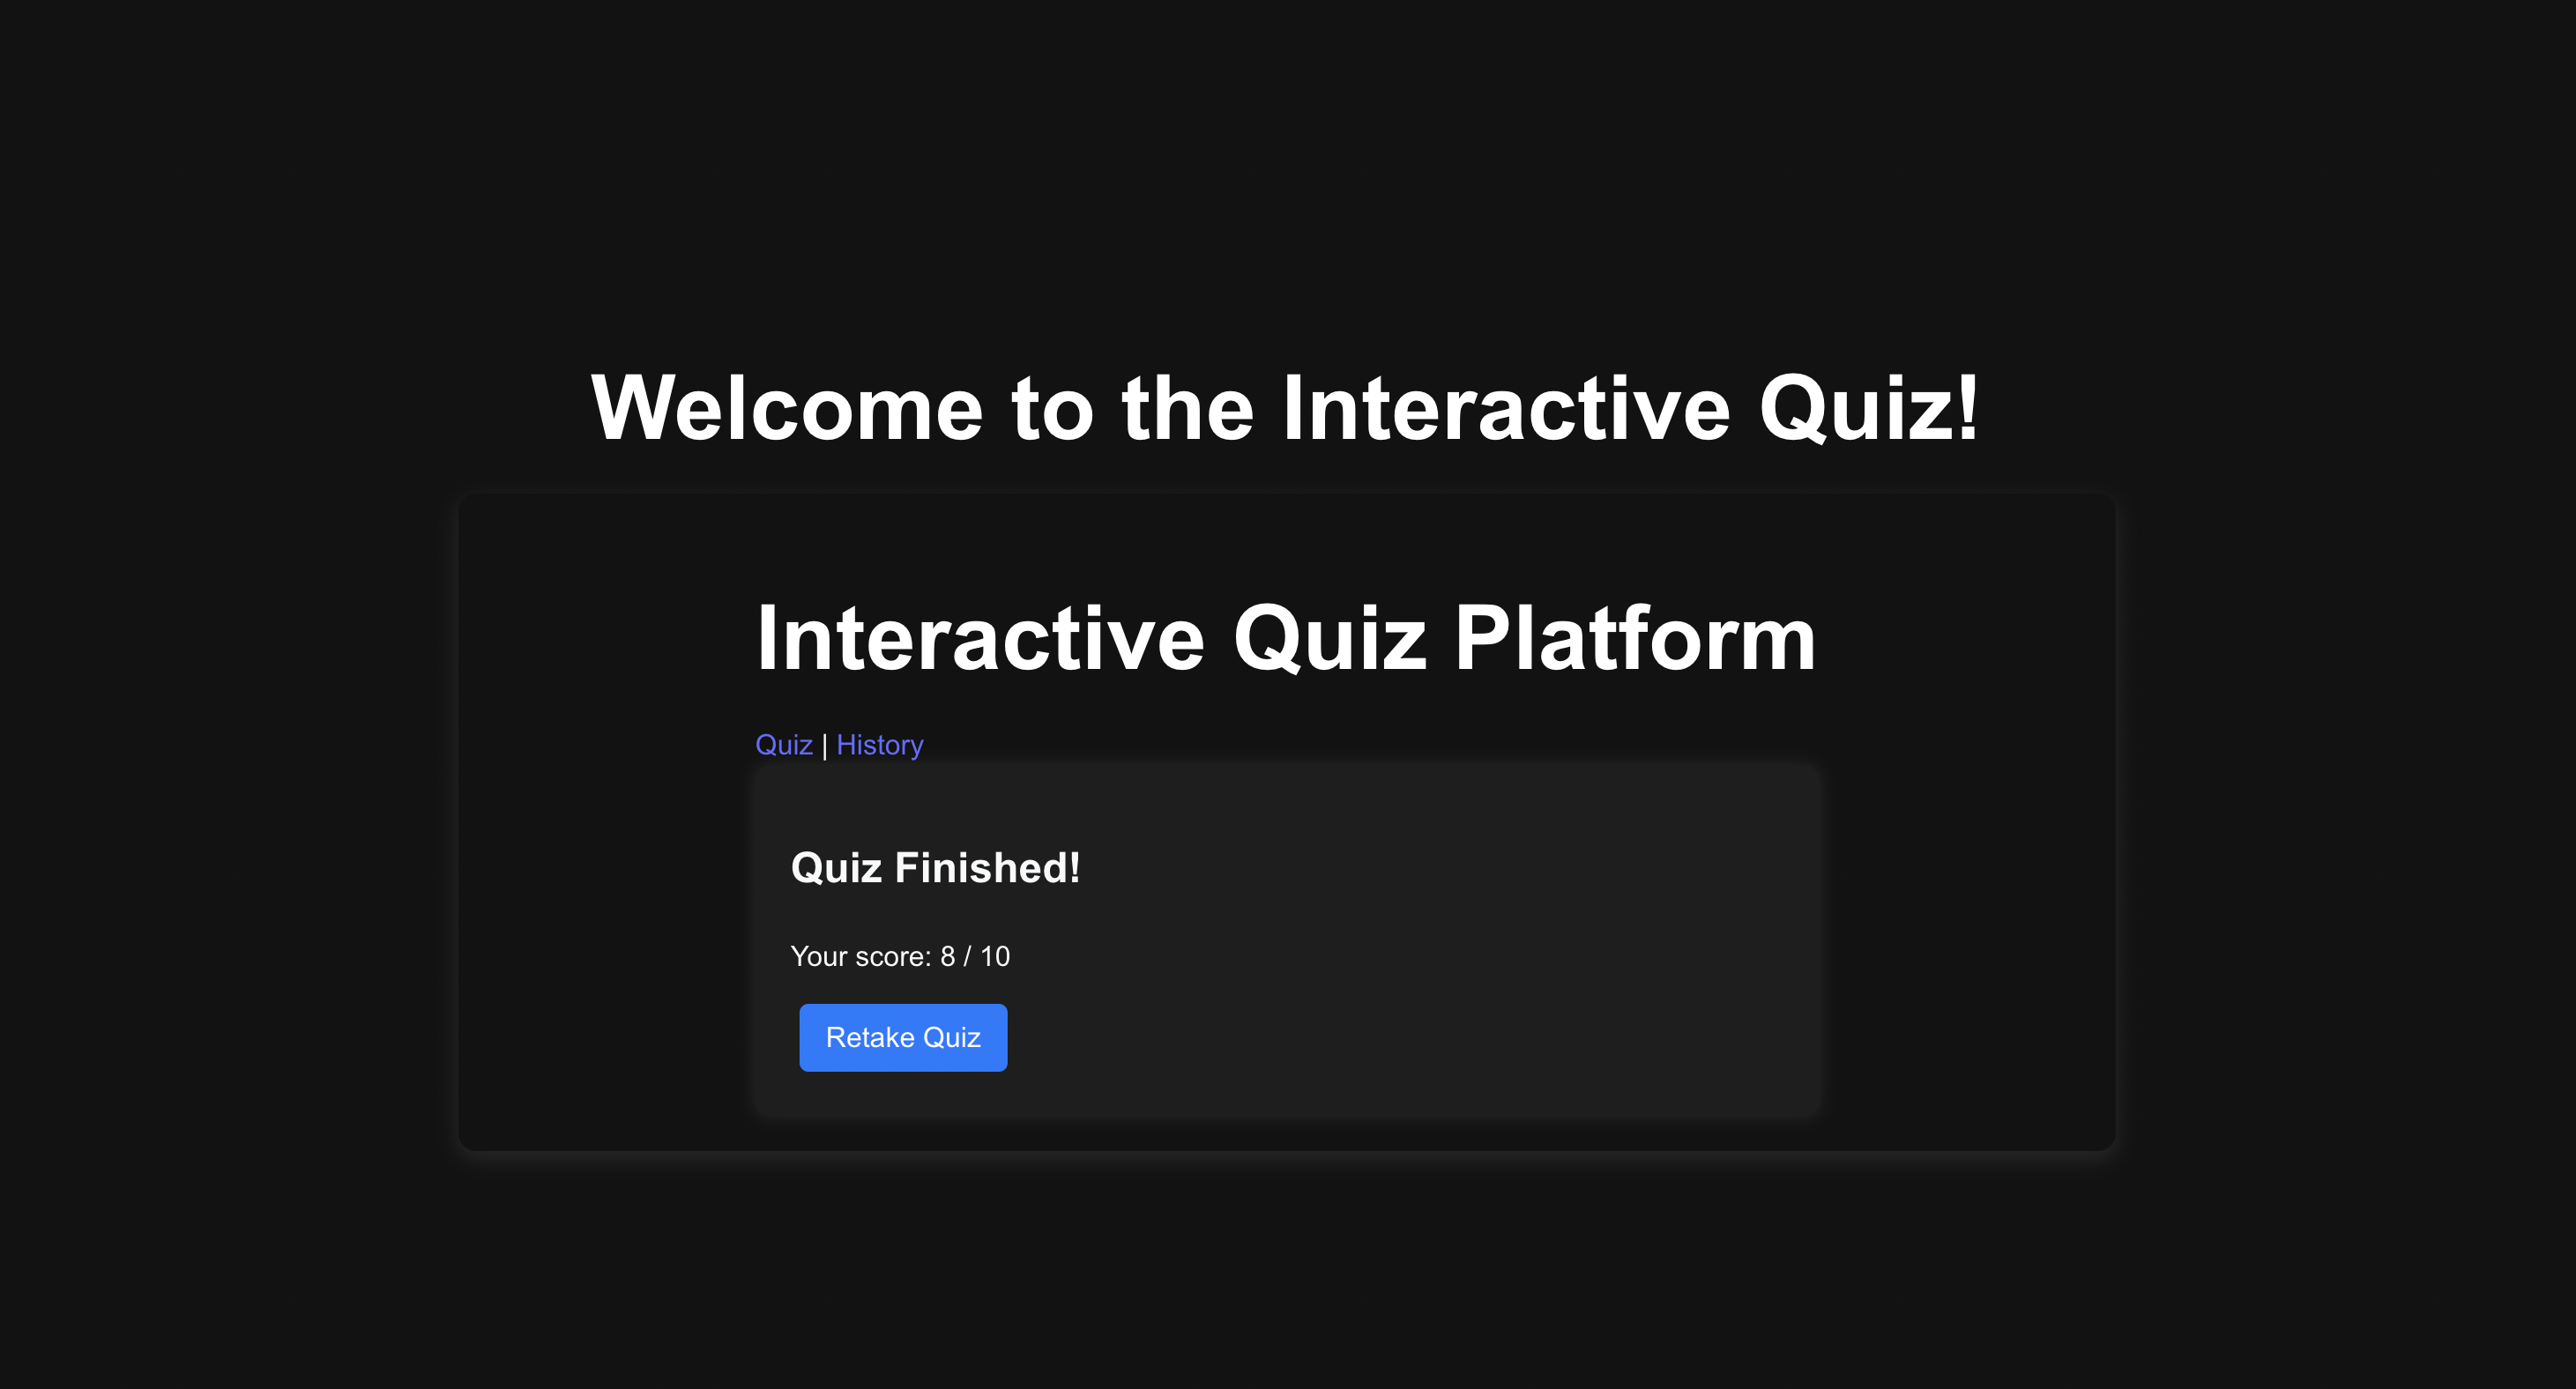 Welcome to the Interactive Quiz!
Interactive Quiz Platform
Quiz | History
Quiz Finished!
Your score: 8 / 10
Retake Quiz